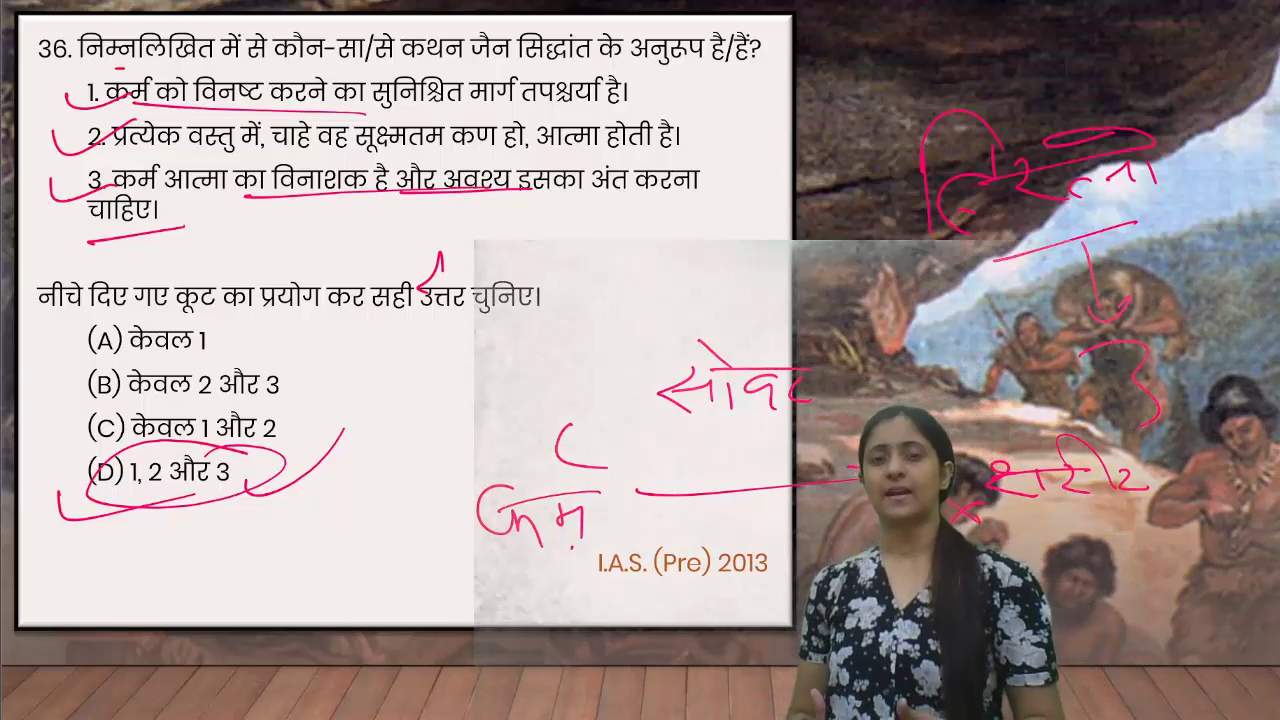 36. निम्नलिखित में से कौन-सा/से कथन जैन सिद्धांत के अनुरूप है/हैं?
1. कर्म को विनष्ट करने का सुनिश्चित मार्ग तपश्चर्या है।
2. प्रत्येक वस्तु में, चाहे वह सूक्ष्मतम कण हो, आत्मा होती है।
3. कर्म आत्मा का विनाशक है और अवश्य इसका अंत करना
चाहिए।
नीचे दिए गए कूट का प्रयोग कर सही उत्तर चुनिए।
(A) केवल 1
(B) केवल 2 और 3
(C) केवल 1 और 2
(D) 1, 2 और 3
शरीर
I.A.S. (Pre) 2013